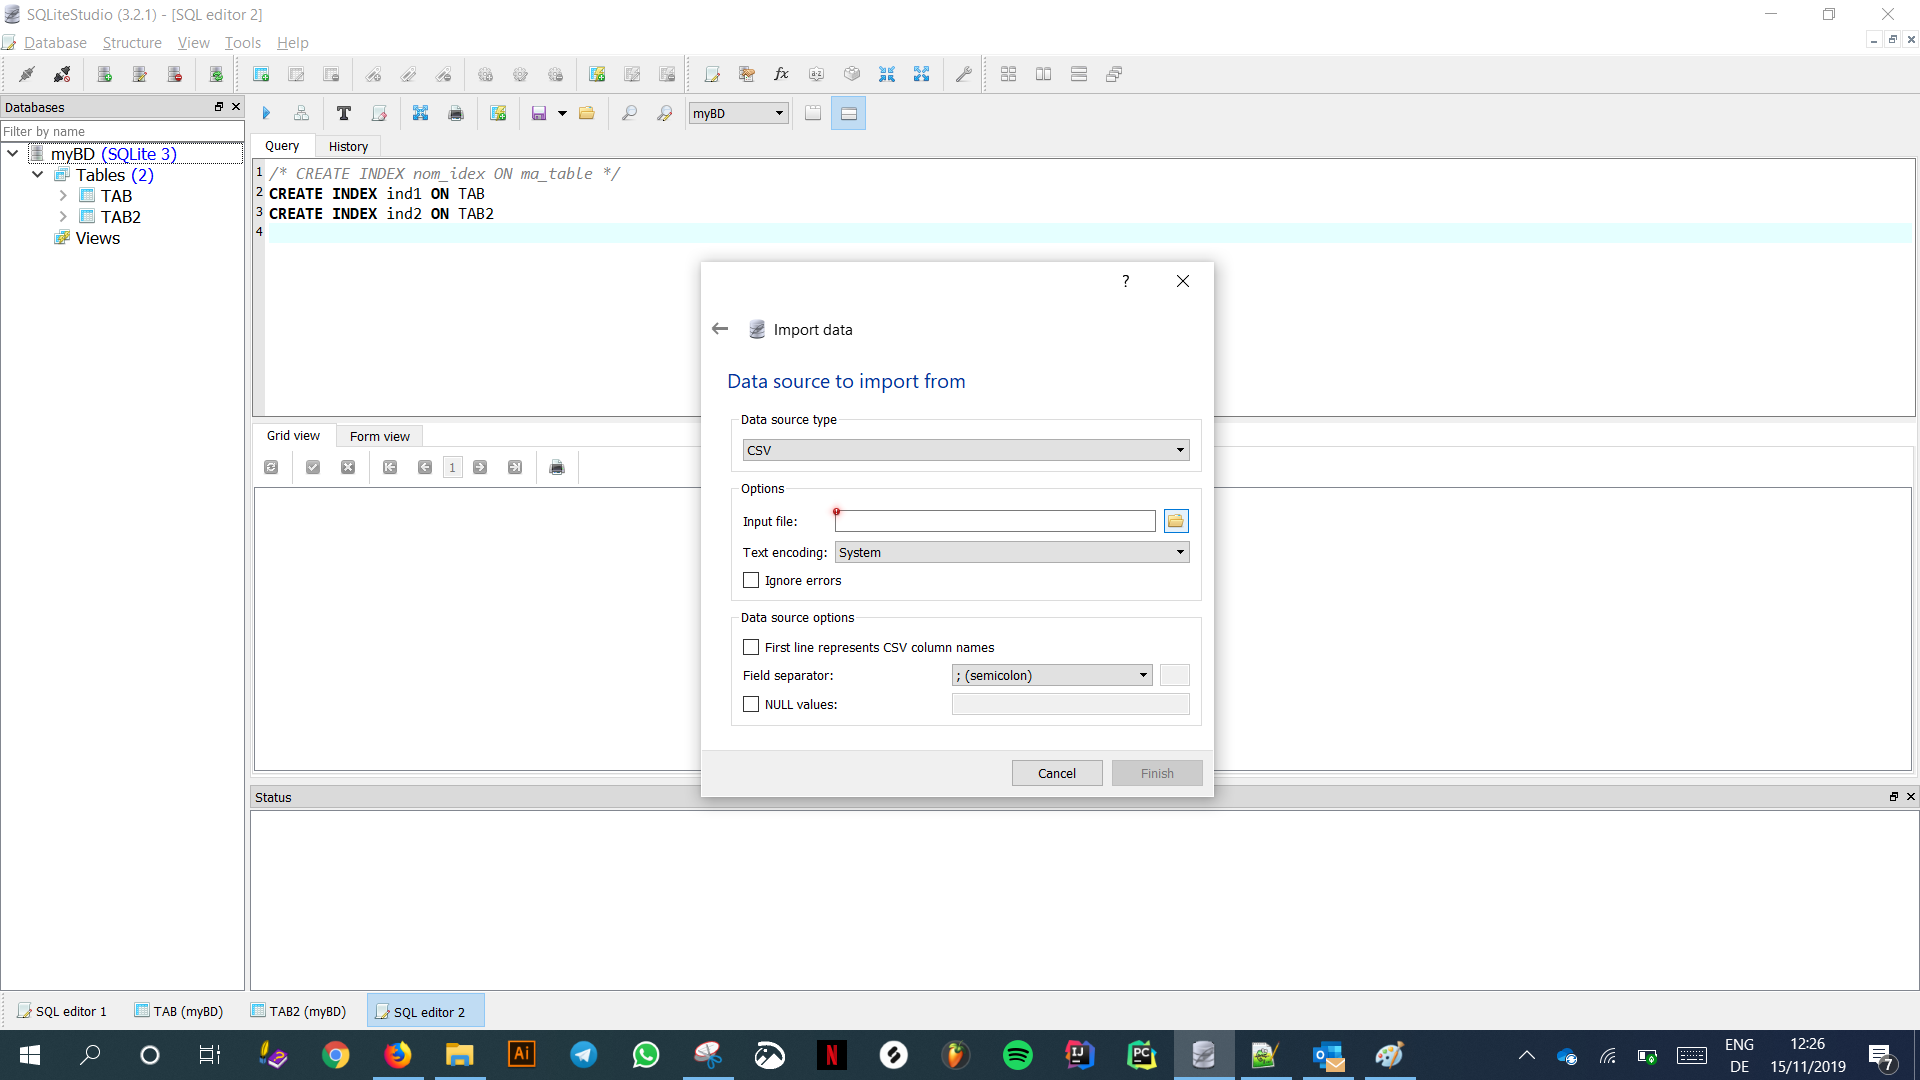 SQLiteStudio (3.2.1) - [SQL editor 2]
Database Structure View Tools Help
Databases
Filter by name
myBD (SQLite 3)
Tables (2)
TAB
TAB2
Views
myBD
Query History
1 /* CREATE INDEX nom_idex ON ma_table */
2 CREATE INDEX ind1 ON TAB
3 CREATE INDEX ind2 ON TAB2
4
Grid view Form view
1
?
Import data
Data source to import from
Data source type
CSV
Options
Input file:
Text encoding: System
Ignore errors
Data source options
First line represents CSV column names
Field separator: ; (semicolon)
NULL values:
Cancel Finish
Status
SQL editor 1 TAB (myBD) TAB2 (myBD) SQL editor 2
ENG
DE
12:26
15/11/2019
7